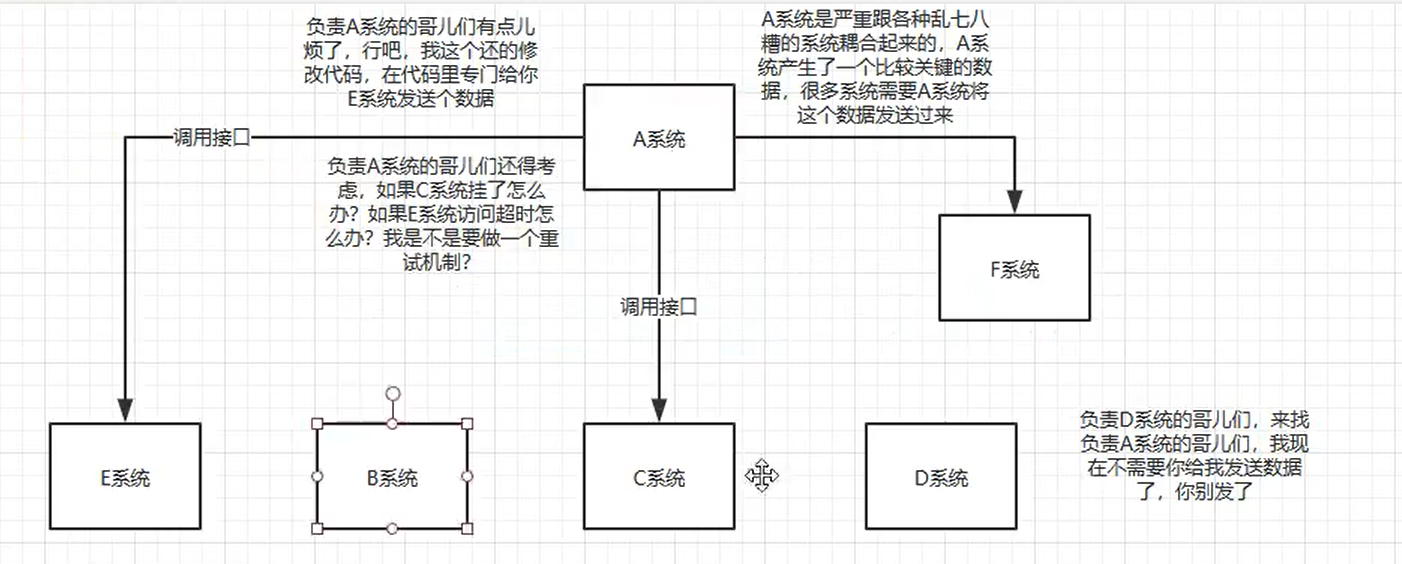 负责A系统的哥儿们有点儿
烦了，行吧，我这个还的修
改代码，在代码里专门给你
E系统发送个数据
A系统是严重跟各种乱七八
糟的系统耦合起来的，A系
统产生了一个比较关键的数
据，很多系统需要A系统将
这个数据发送过来
调用接口
A系统
负责A系统的哥儿们还得考
虑，如果C系统挂了怎么
办？如果E系统访问超时怎
么办？我是不是要做一个重
试机制？
调用接口
F系统
E系统
B系统
C系统
D系统
负责D系统的哥儿们，来找
负责A系统的哥儿们，我现
在不需要你给我发送数据
了，你别发了